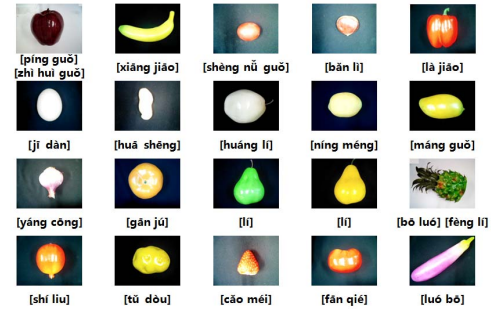 [píng guǒ]
[zhì huì guǒ]
[xiāng jiāo]
[shèng nǚ guǒ]
[bǎn lì]
[là jiāo]
[jī dàn]
[huā shēng]
[huáng lí]
[níng méng]
[máng guǒ]
[yáng cōng]
[gān jú]
[lí]
[lí]
[bō luó] [fèng lí]
[shí liu]
[tǔ dòu]
[cǎo méi]
[fān qié]
[luó bō]